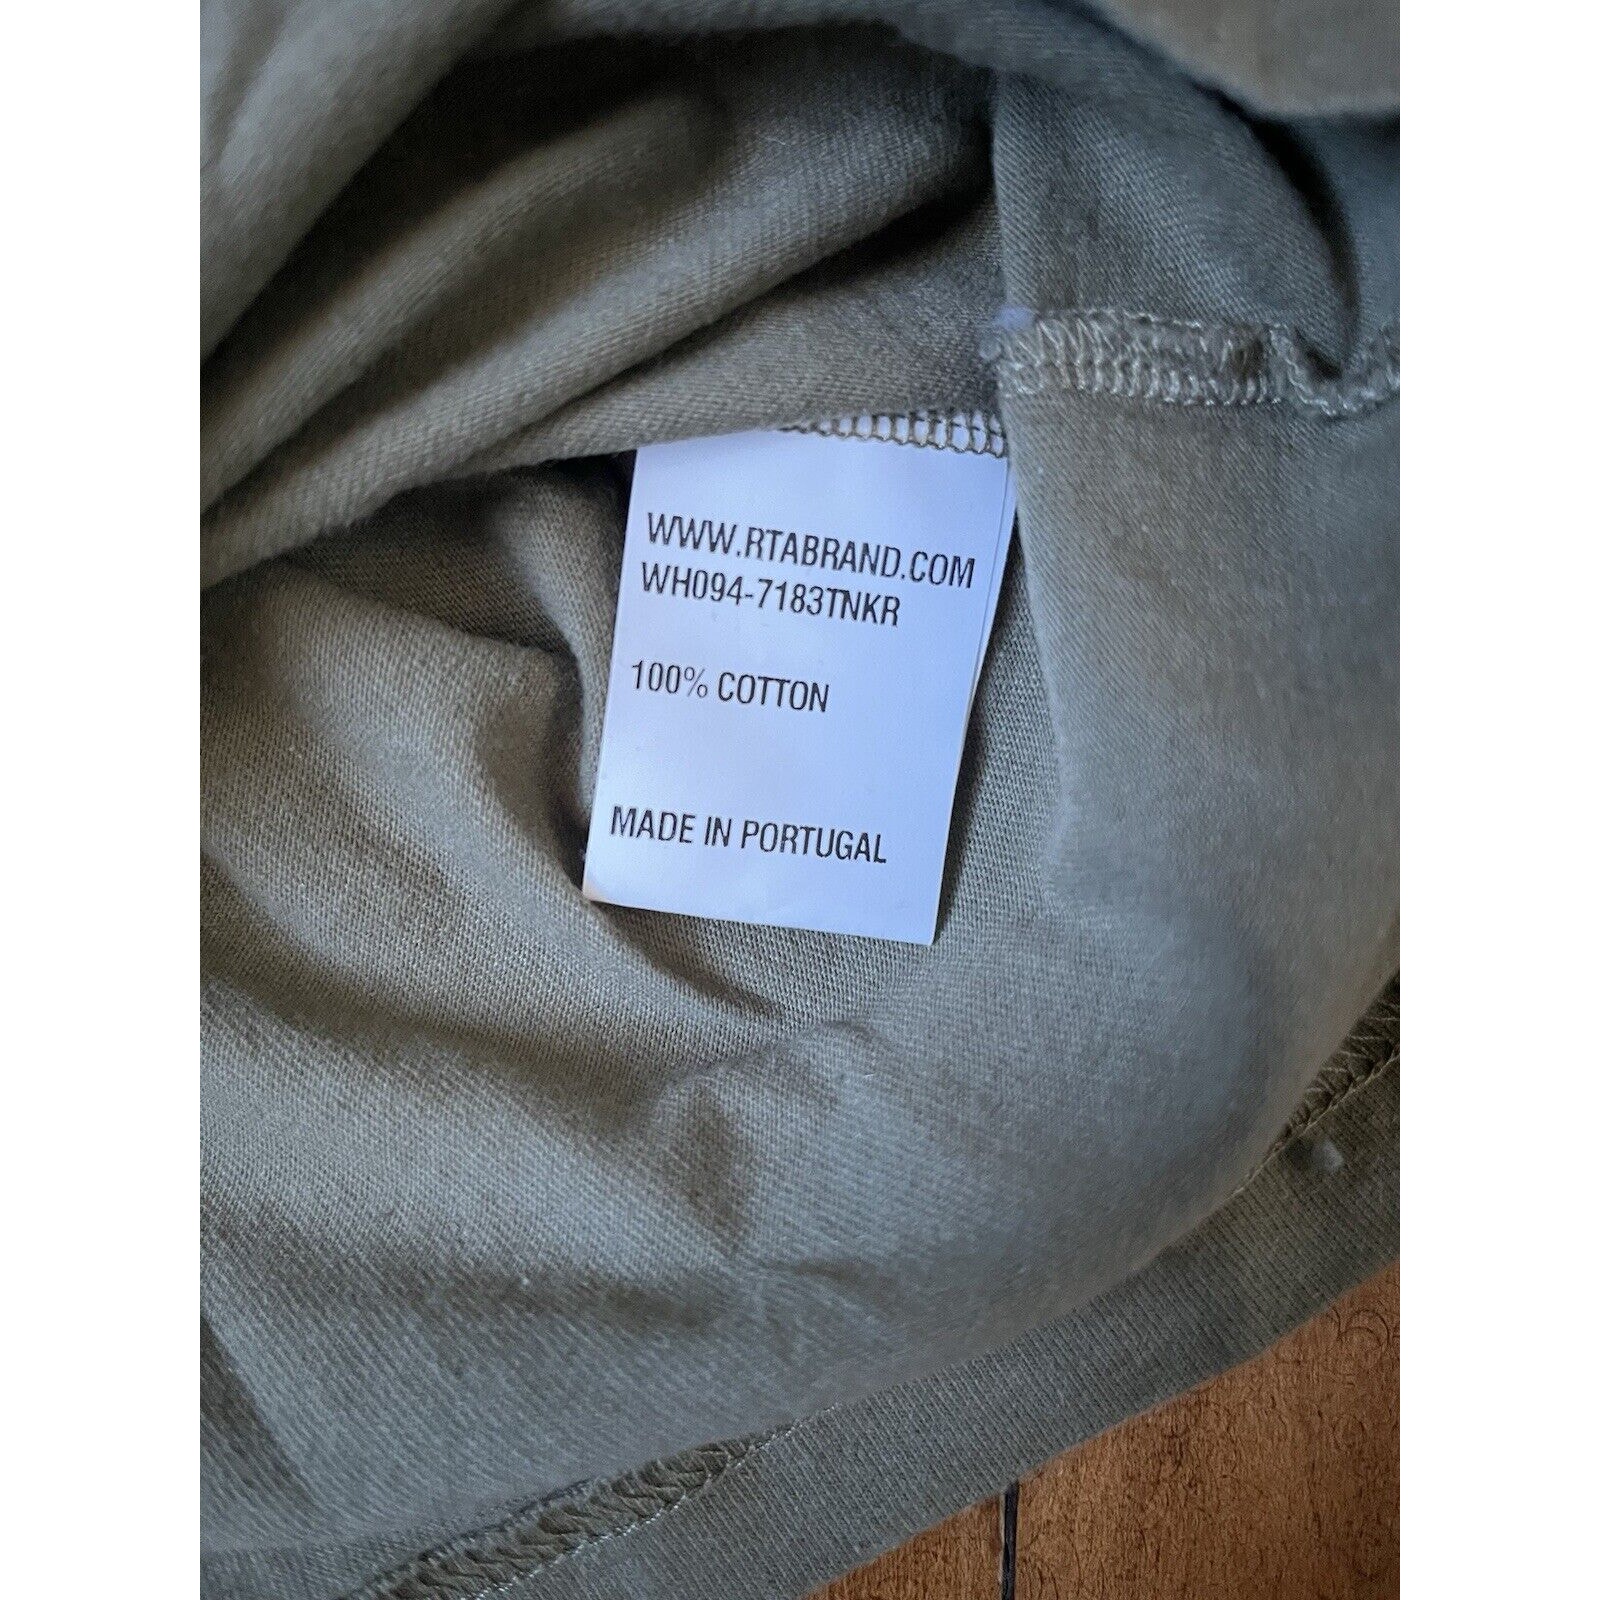 WWW.RTABRAND.COM
WH094-7183TNKR
100% COTTON
MADE IN PORTUGAL